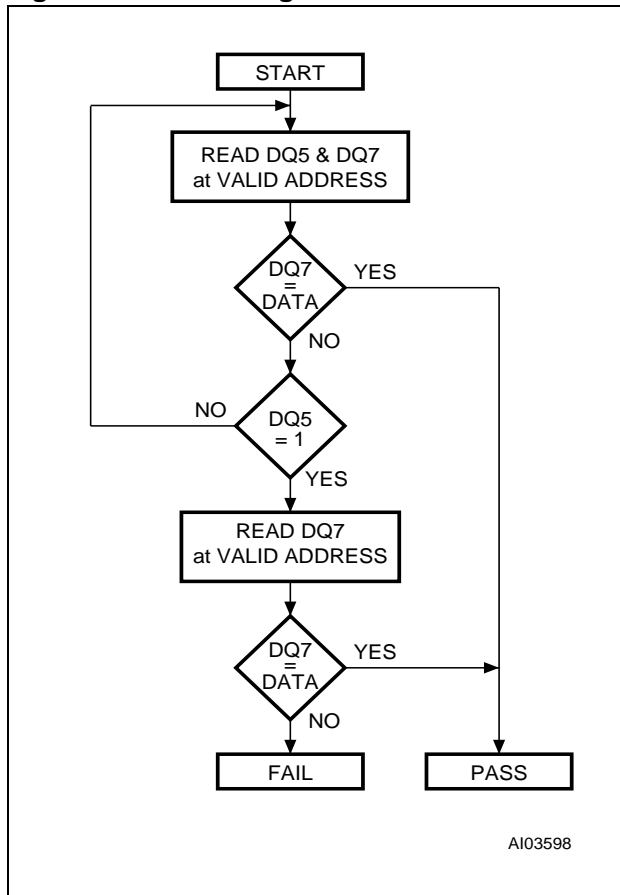 START
READ DQ5 & DQ7
at VALID ADDRESS
DQ7
=
DATA
YES
NO
NO
DQ5
= 1
YES
READ DQ7
at VALID ADDRESS
DQ7
=
DATA
YES
NO
FAIL
PASS
AI03598